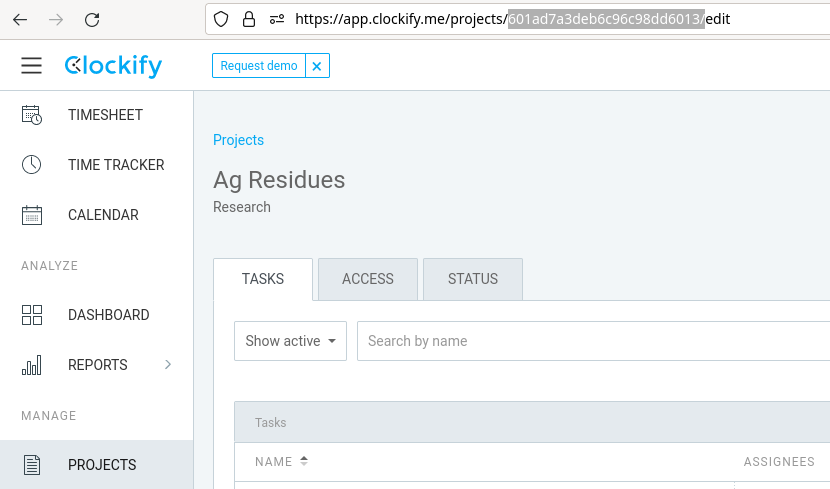 https://app.clockify.me/projects/601ad7a3deb6c96c98dd6013/edit
Clockify
Request demo
TIMESHEET
TIME TRACKER
CALENDAR
ANALYZE
DASHBOARD
REPORTS
MANAGE
PROJECTS
Projects
Ag Residues
Research
TASKS ACCESS STATUS
Show active Search by name
Tasks
NAME ASSIGNEES